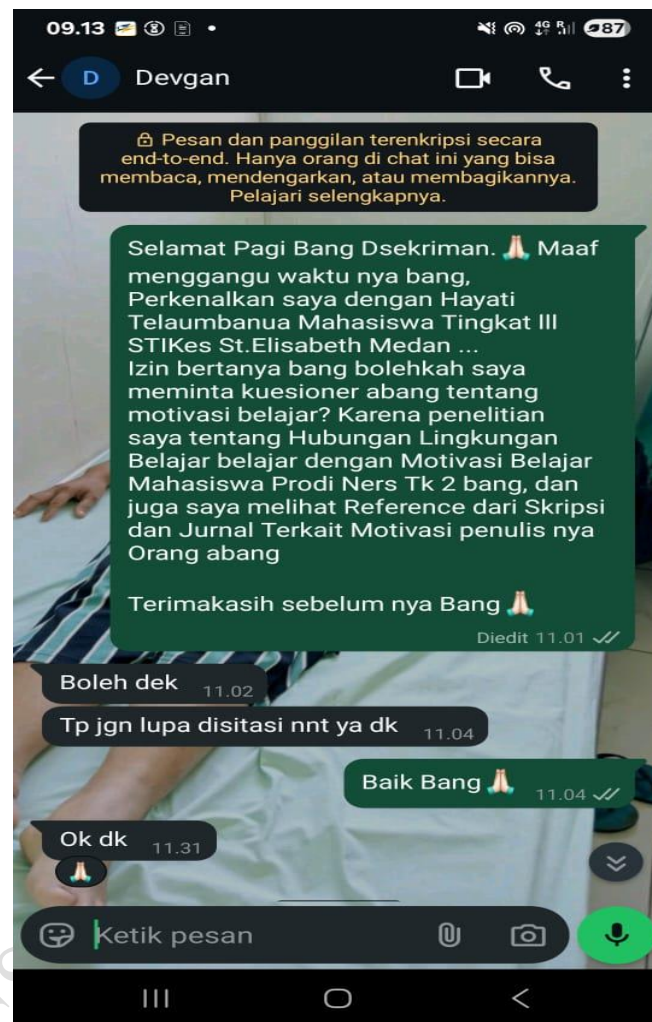 09.13
4G 87
D Devgan
Pesan dan panggilan terenkripsi secara
end-to-end. Hanya orang di chat ini yang bisa
membaca, mendengarkan, atau membagikannya.
Pelajari selengkapnya.
Selamat Pagi Bang Dsekriman.🙏🏻 Maaf
menggangu waktu nya bang,
Perkenalkan saya dengan Hayati
Telaumbanua Mahasiswa Tingkat lll
STIKes St.Elisabeth Medan ...
Izin bertanya bang bolehkah saya
meminta kuesioner abang tentang
motivasi belajar? Karena penelitian
saya tentang Hubungan Lingkungan
Belajar belajar dengan Motivasi Belajar
Mahasiswa Prodi Ners Tk 2 bang, dan
juga saya melihat Reference dari Skripsi
dan Jurnal Terkait Motivasi penulis nya
Orang abang
Terimakasih sebelum nya Bang 🙏🏻
Diedit 11.01
Boleh dek 11.02
Tp jgn lupa disitasi nnt ya dk 11.04
Baik Bang 🙏🏻 11.04
Ok dk 11.31
🙏🏻
Ketik pesan